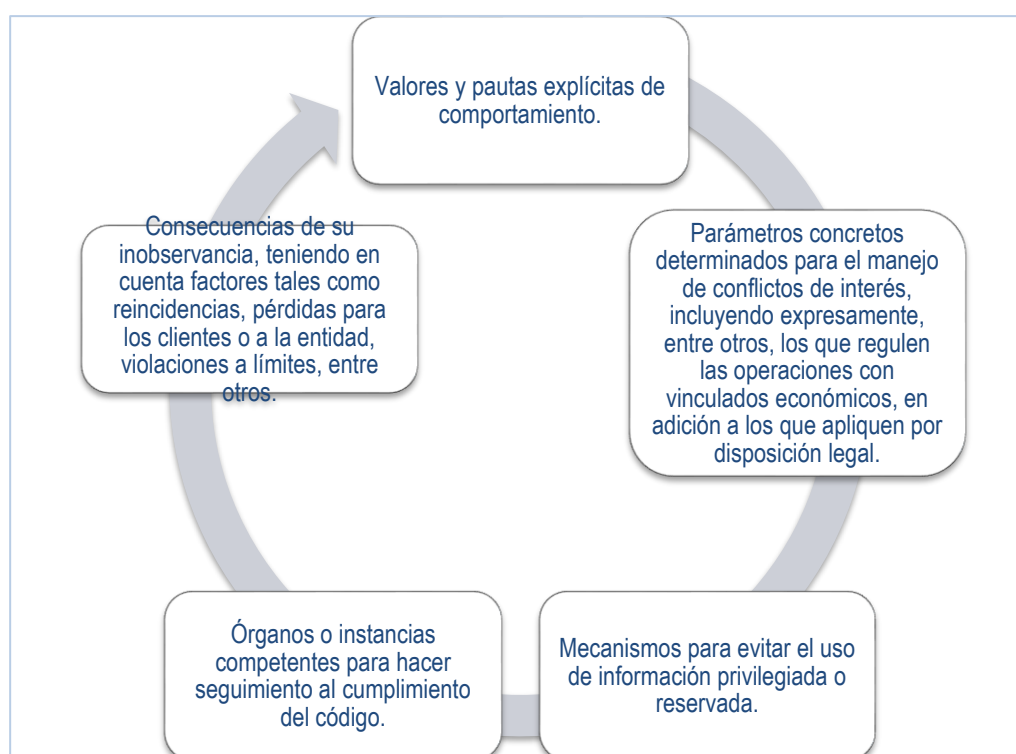 Valores y pautas explícitas de
comportamiento.
Parámetros concretos
determinados para el manejo
de conflictos de interés,
incluyendo expresamente,
entre otros, los que regulen
las operaciones con
vinculados económicos, en
adición a los que apliquen por
disposición legal.
Mecanismos para evitar el uso
de información privilegiada o
reservada.
Órganos o instancias
competentes para hacer
seguimiento al cumplimiento
del código.
Consecuencias de su
inobservancia, teniendo en
cuenta factores tales como
reincidencias, pérdidas para
los clientes o a la entidad,
violaciones a límites, entre
otros.